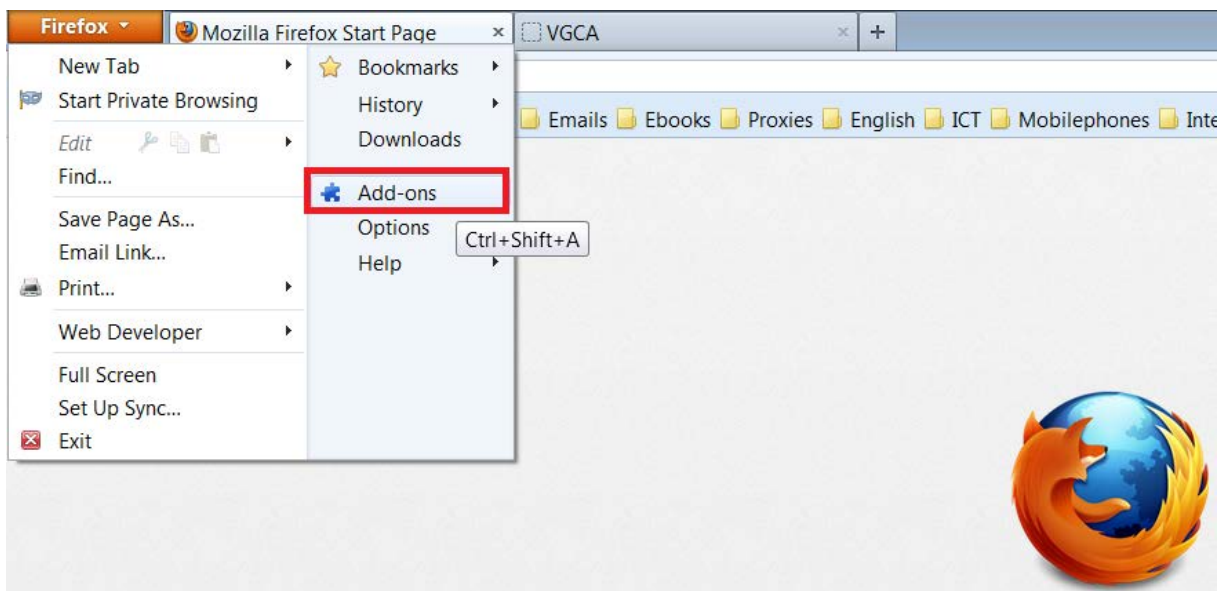 Firefox
Mozilla Firefox Start Page
VGCA
New Tab
Start Private Browsing
Edit
Find...
Save Page As...
Email Link...
Print...
Web Developer
Full Screen
Set Up Sync...
Exit
Bookmarks
History
Downloads
Add-ons
Options
Ctrl+Shift+A
Help
Emails Ebooks Proxies English ICT Mobilephones Inte